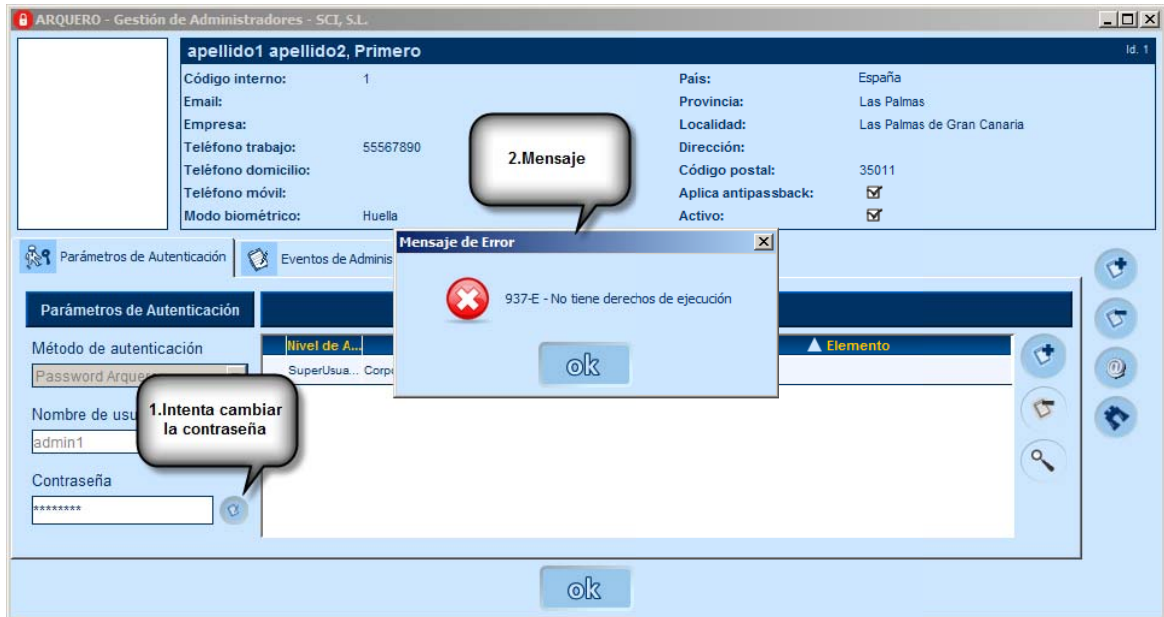 ARQUERO - Gestión de Administradores - SCI, S.L.
apellido1 apellido2, Primero
Id. 1
Código interno: 1
País: España
Email:
Provincia: Las Palmas
Empresa:
Localidad: Las Palmas de Gran Canaria
Teléfono trabajo: 55567890
Dirección:
Teléfono domicilio:
Código postal: 35011
Teléfono móvil:
Aplica antipassback:
Modo biométrico: Huella
Activo:
2.Mensaje
Parámetros de Autenticación
Eventos de Adminis
Mensaje de Error
937-E - No tiene derechos de ejecución
ok
Parámetros de Autenticación
Nivel de A...
Elemento
SuperUsua... Corpo
Método de autenticación
Password Arquero
1.Intenta cambiar
la contraseña
Nombre de usu
admin1
Contraseña
********
ok